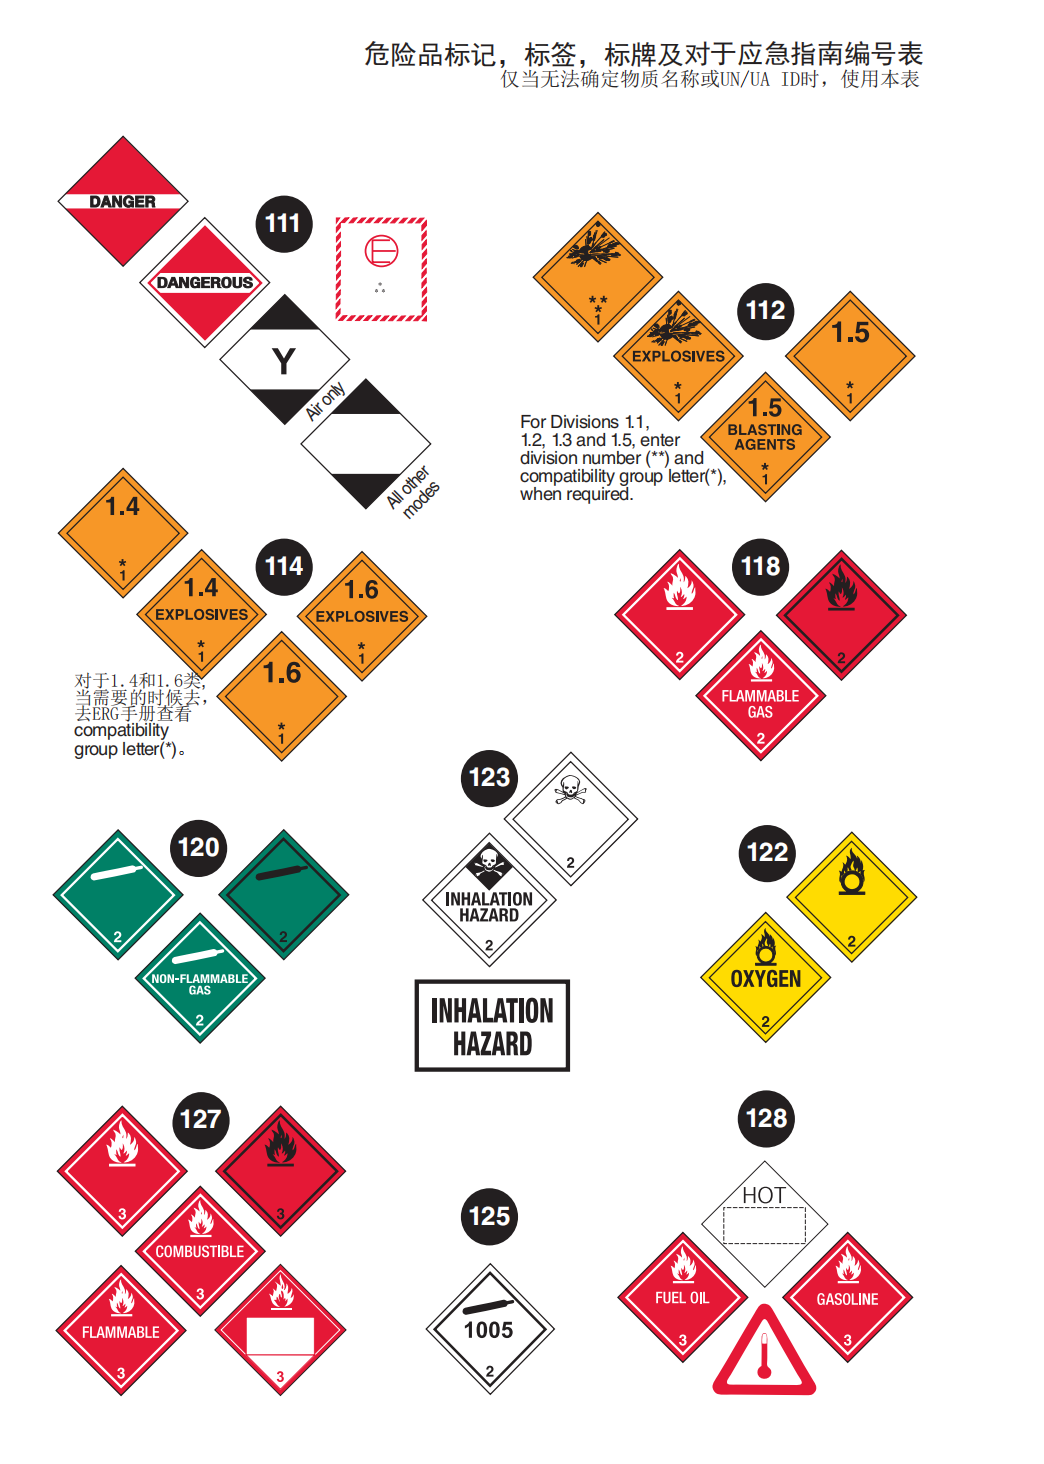 危险品标记，标签，标牌及对于应急指南编号表
仅当无法确定物质名称或UN/UA ID时，使用本表
DANGER
111
DANGEROUS
E
Y
Air only
All other
modes
**
*
1
112
EXPLOSIVES
*
1
1.5
*
1
1.5
BLASTING
AGENTS
*
1
For Divisions 1.1,
1.2, 1.3 and 1.5, enter
division number (**) and
compatibility group letter(*),
when required.
1.4
*
1
114
1.4
EXPLOSIVES
*
1
1.6
EXPLOSIVES
*
1
1.6
*
1
对于1.4和1.6类，
当需要的时候去，
去ERG手册查看
compatibility
group letter(*)。
118
2
2
FLAMMABLE
GAS
2
123
2
INHALATION
HAZARD
2
INHALATION
HAZARD
120
2
2
NON-FLAMMABLE
GAS
2
122
2
OXYGEN
2
127
3
3
COMBUSTIBLE
3
FLAMMABLE
3
3
125
1005
2
128
HOT
FUEL OIL
3
GASOLINE
3